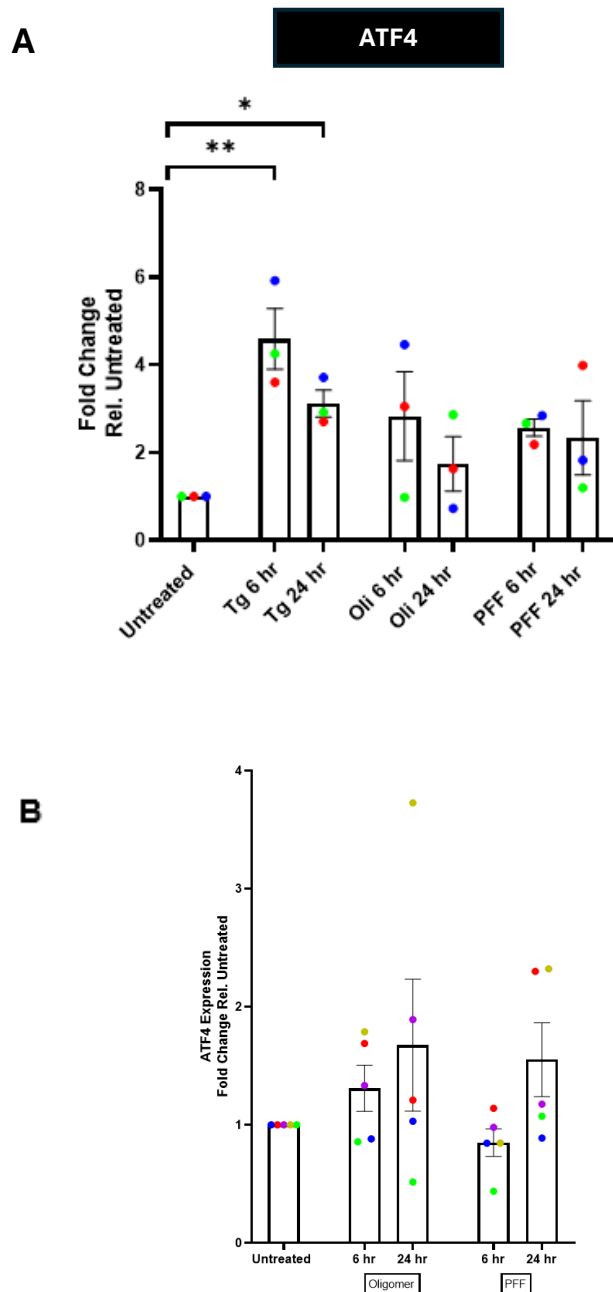 A
ATF4
*
**
8
6
4
2
0
Fold Change
Rel. Untreated
Untreated
Tg 6 hr
Tg 24 hr
Oli 6 hr
Oli 24 hr
PFF 6 hr
PFF 24 hr
B
4
3
2
1
0
ATF4 Expression
Fold Change Rel. Untreated
Untreated 6 hr 24 hr 6 hr 24 hr
Oligomer PFF